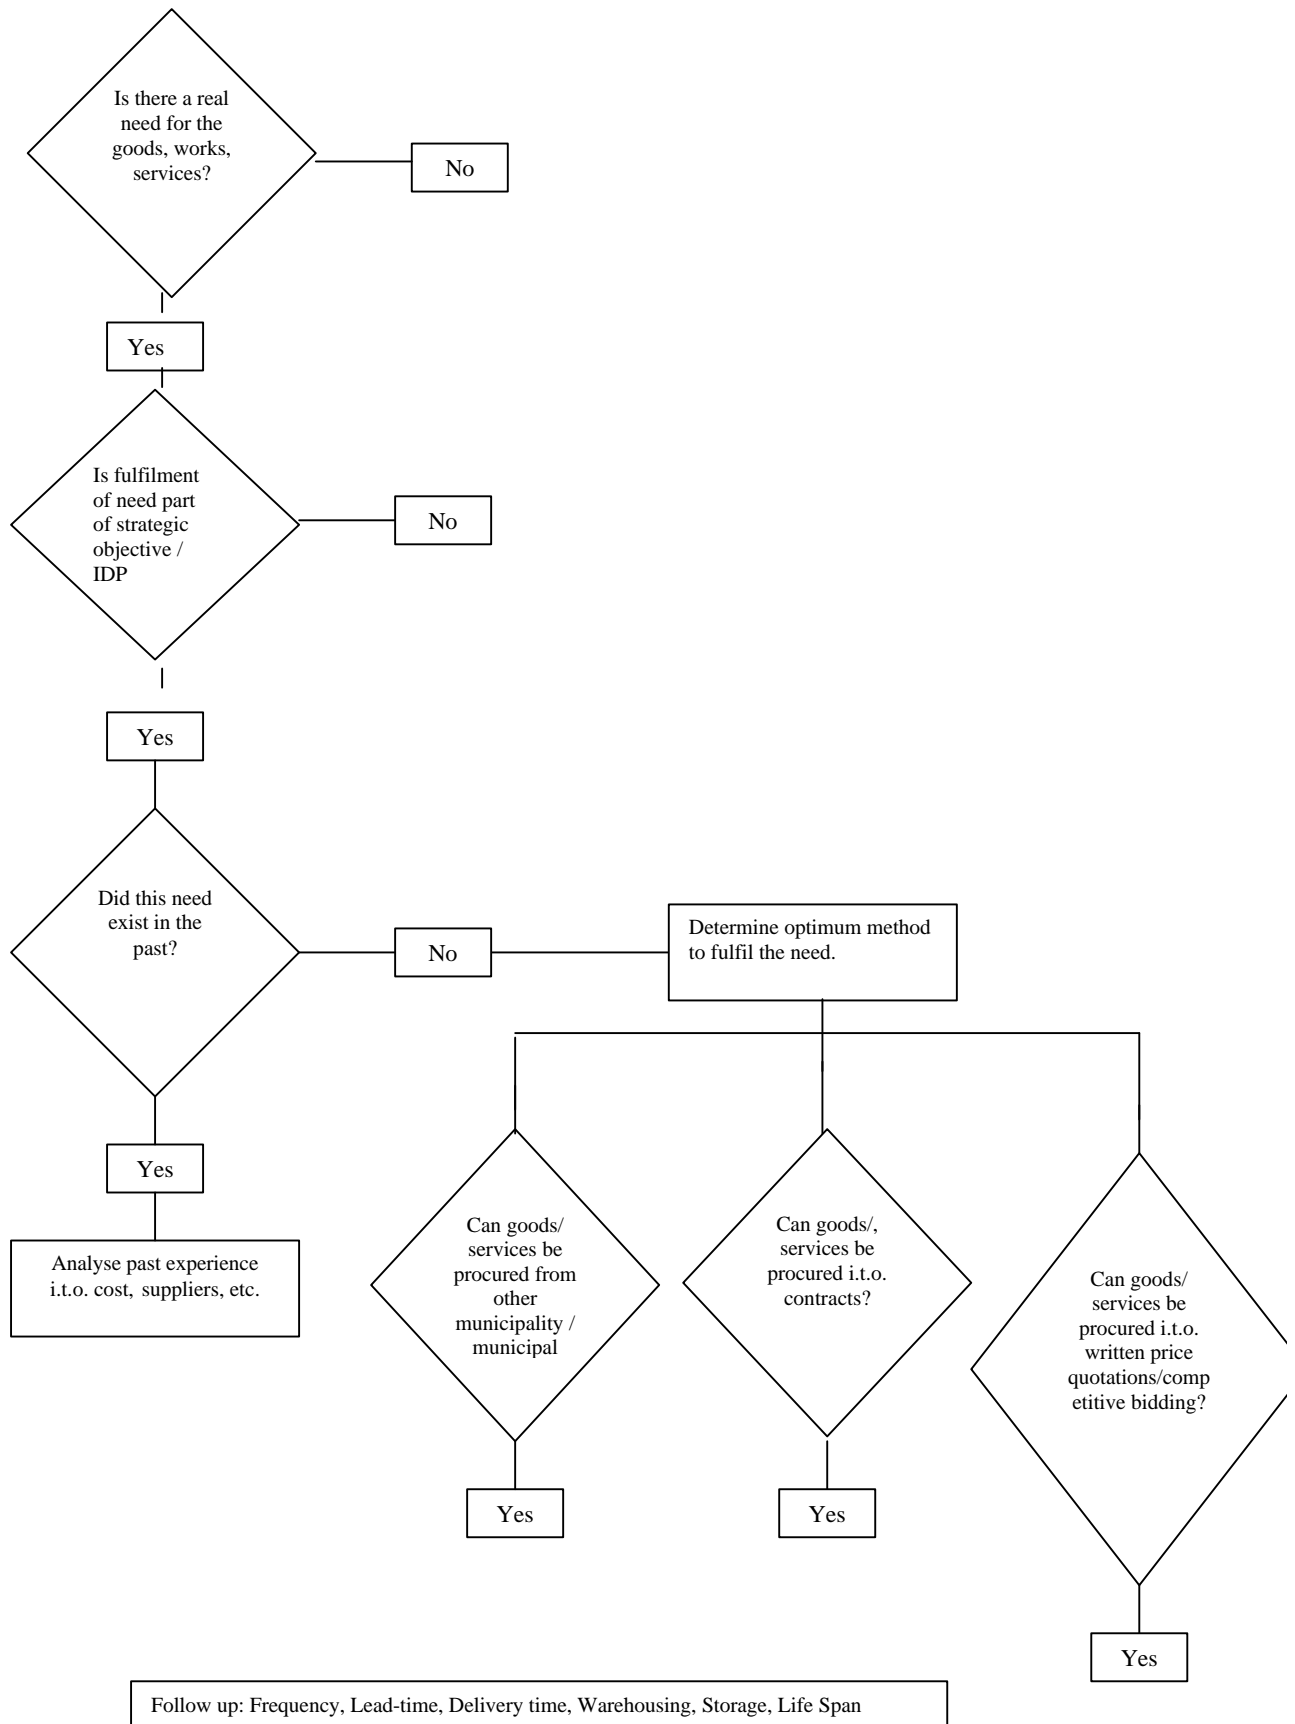 Is there a real
need for the
goods, works,
services?
No
Yes
Is fulfilment
of need part
of strategic
objective /
IDP
No
Yes
Did this need
exist in the
past?
No
Determine optimum method
to fulfil the need.
Yes
Analyse past experience
i.t.o. cost, suppliers, etc.
Can goods/
services be
procured from
other
municipality /
municipal
Can goods/,
services be
procured i.t.o.
contracts?
Can goods/
services be
procured i.t.o.
written price
quotations/comp
etitive bidding?
Yes
Yes
Yes
Follow up: Frequency, Lead-time, Delivery time, Warehousing, Storage, Life Span